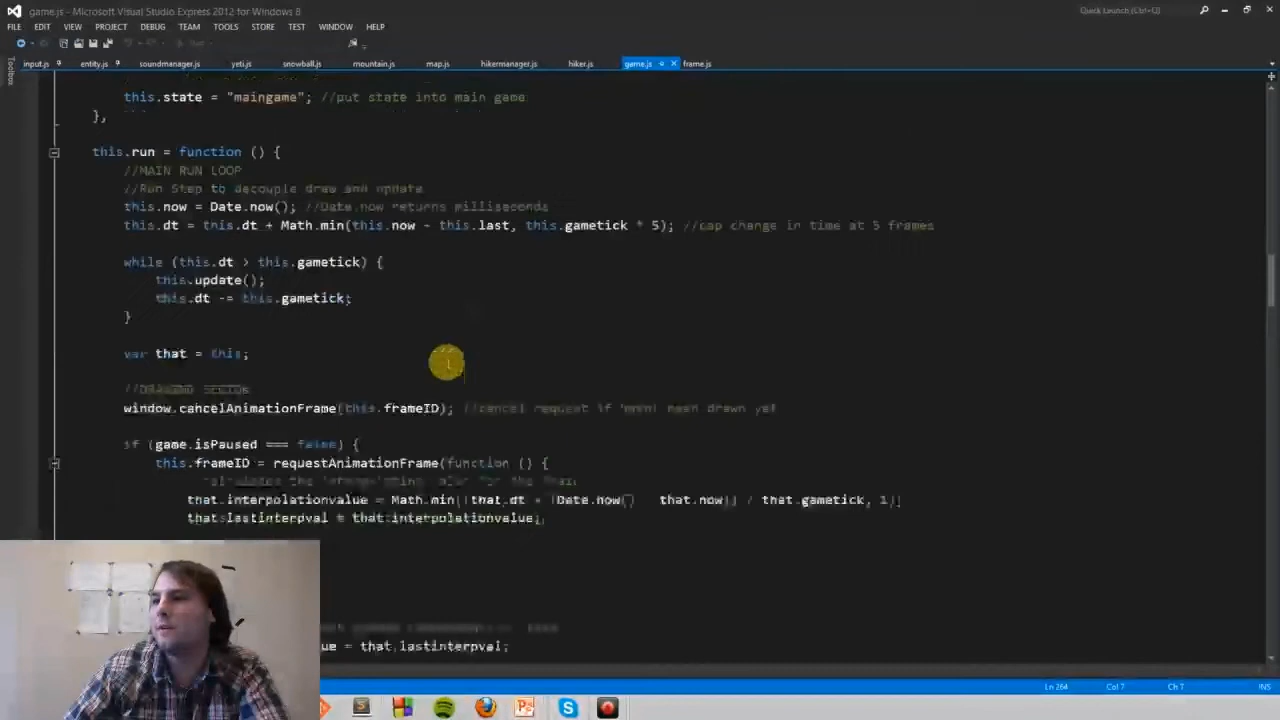 game.js - Microsoft Visual Studio Express 2012 for Windows 8
Quick Launch (Ctrl+Q)
FILE EDIT VIEW PROJECT DEBUG TEAM TOOLS STORE TEST WINDOW HELP
Start
Toolbox
input.js entity.js soundmanager.js yeti.js snowball.js mountain.js map.js hikermanager.js hiker.js game.js frame.js
this.state = "maingame"; //put state into main game
},
this.run = function () {
//MAIN RUN LOOP
//Run Step to decouple draw and update
this.now = Date.now(); //Date.now returns milliseconds
this.dt = this.dt + Math.min(this.now - this.last, this.gametick * 5); //cap change in time at 5 frames
while (this.dt > this.gametick) {
this.update();
this.dt -= this.gametick;
}
var that = this;
window.cancelAnimationFrame(this.frameID); //cancel request if hasn't been drawn yet
if (game.isPaused === false) {
this.frameID = requestAnimationFrame(function () {
that.interpolationvalue = Math.min( that.dt Date.now() that.now / that.gametick, 1)
that.lastinterpval = that.interpolationvalue;
= that.lastinterpval;
Ln 264 Col 7 Ch 7 INS